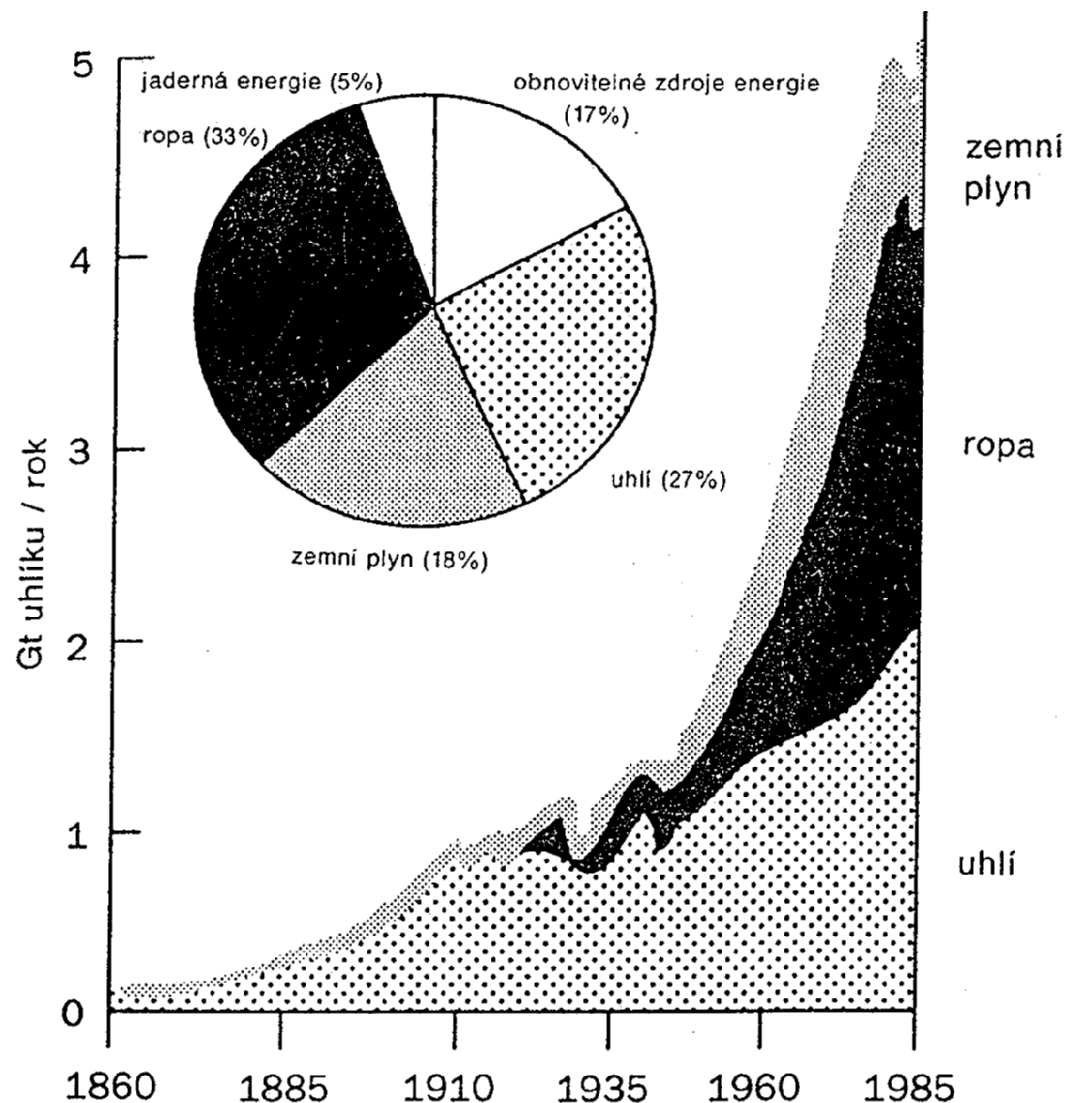 5
jaderná energie (5%)
obnovitelné zdroje energie
(17%)
ropa (33%)
zemní
plyn
4
Gt uhlíku / rok
3
ropa
uhlí (27%)
zemní plyn (18%)
2
1
uhlí
0
1860
1885
1910
1935
1960
1985